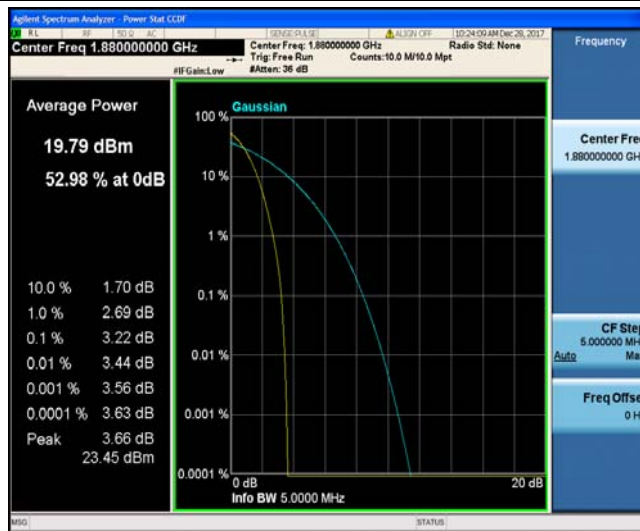 Agilent Spectrum Analyzer - Power Stat CCDF
RL RF 50 Ω AC SENSE:PULSE ALIGN OFF 10:24:09 AM Dec 28, 2017
Center Freq 1.880000000 GHz
Center Freq: 1.880000000 GHz Radio Std: None
Trig: Free Run Counts:10.0 M/10.0 Mpt
#IFGain:Low #Atten: 36 dB
Frequency
Average Power
19.79 dBm
52.98 % at 0dB
10.0 % 1.70 dB
1.0 % 2.69 dB
0.1 % 3.22 dB
0.01 % 3.44 dB
0.001 % 3.56 dB
0.0001 % 3.63 dB
Peak 3.66 dB
23.45 dBm
Gaussian
100 %
10 %
1 %
0.1 %
0.01 %
0.001 %
0.0001 %
0 dB 20 dB
Info BW 5.0000 MHz
Center Fre
1.880000000 GH
CF Step
5.000000 MH
Auto Ma
Freq Offse
0 H
MSG STATUS